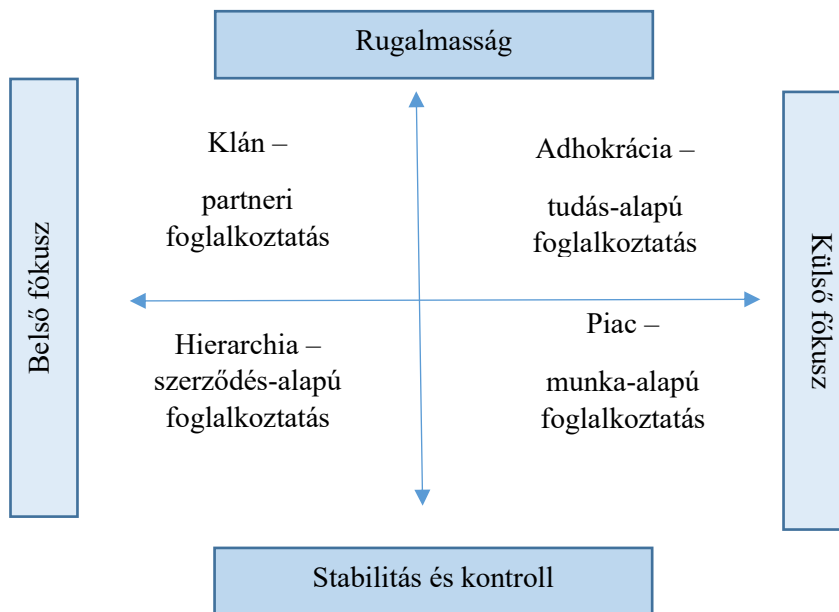 Rugalmasság
Belső fókusz
Klán –
partneri
foglalkoztatás
Adhokrácia –
tudás-alapú
foglalkoztatás
Külső fókusz
Hierarchia –
szerződés-alapú
foglalkoztatás
Piac –
munka-alapú
foglalkoztatás
Stabilitás és kontroll